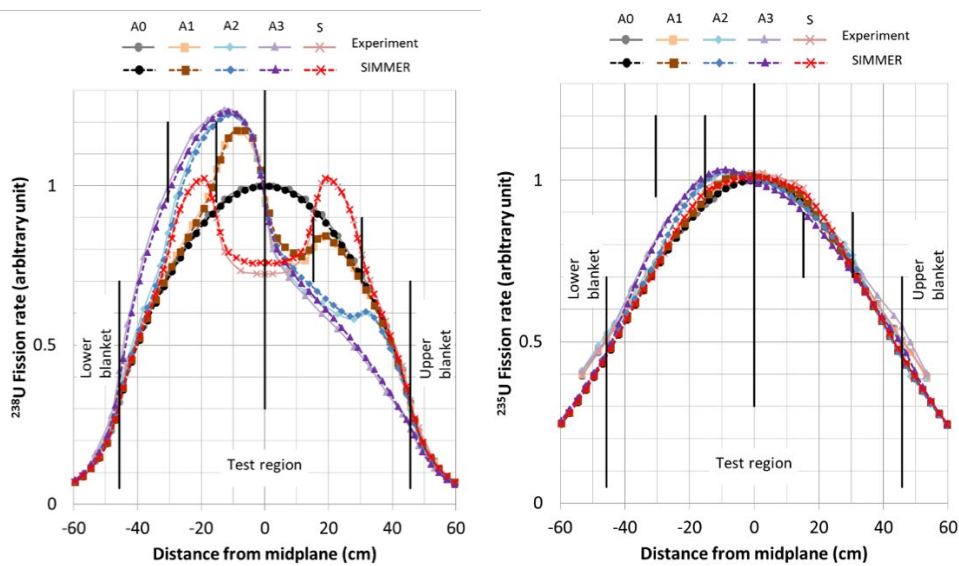 A0 A1 A2 A3 S
Experiment
SIMMER
238U Fission rate (arbitrary unit)
1
0.5
0
Lower blanket
Upper blanket
Test region
-60 -40 -20 0 20 40 60
Distance from midplane (cm)
A0 A1 A2 A3 S
Experiment
SIMMER
235U Fission rate (arbitrary unit)
1
0.5
0
Lower blanket
Upper blanket
Test region
-60 -40 -20 0 20 40 60
Distance from midplane (cm)